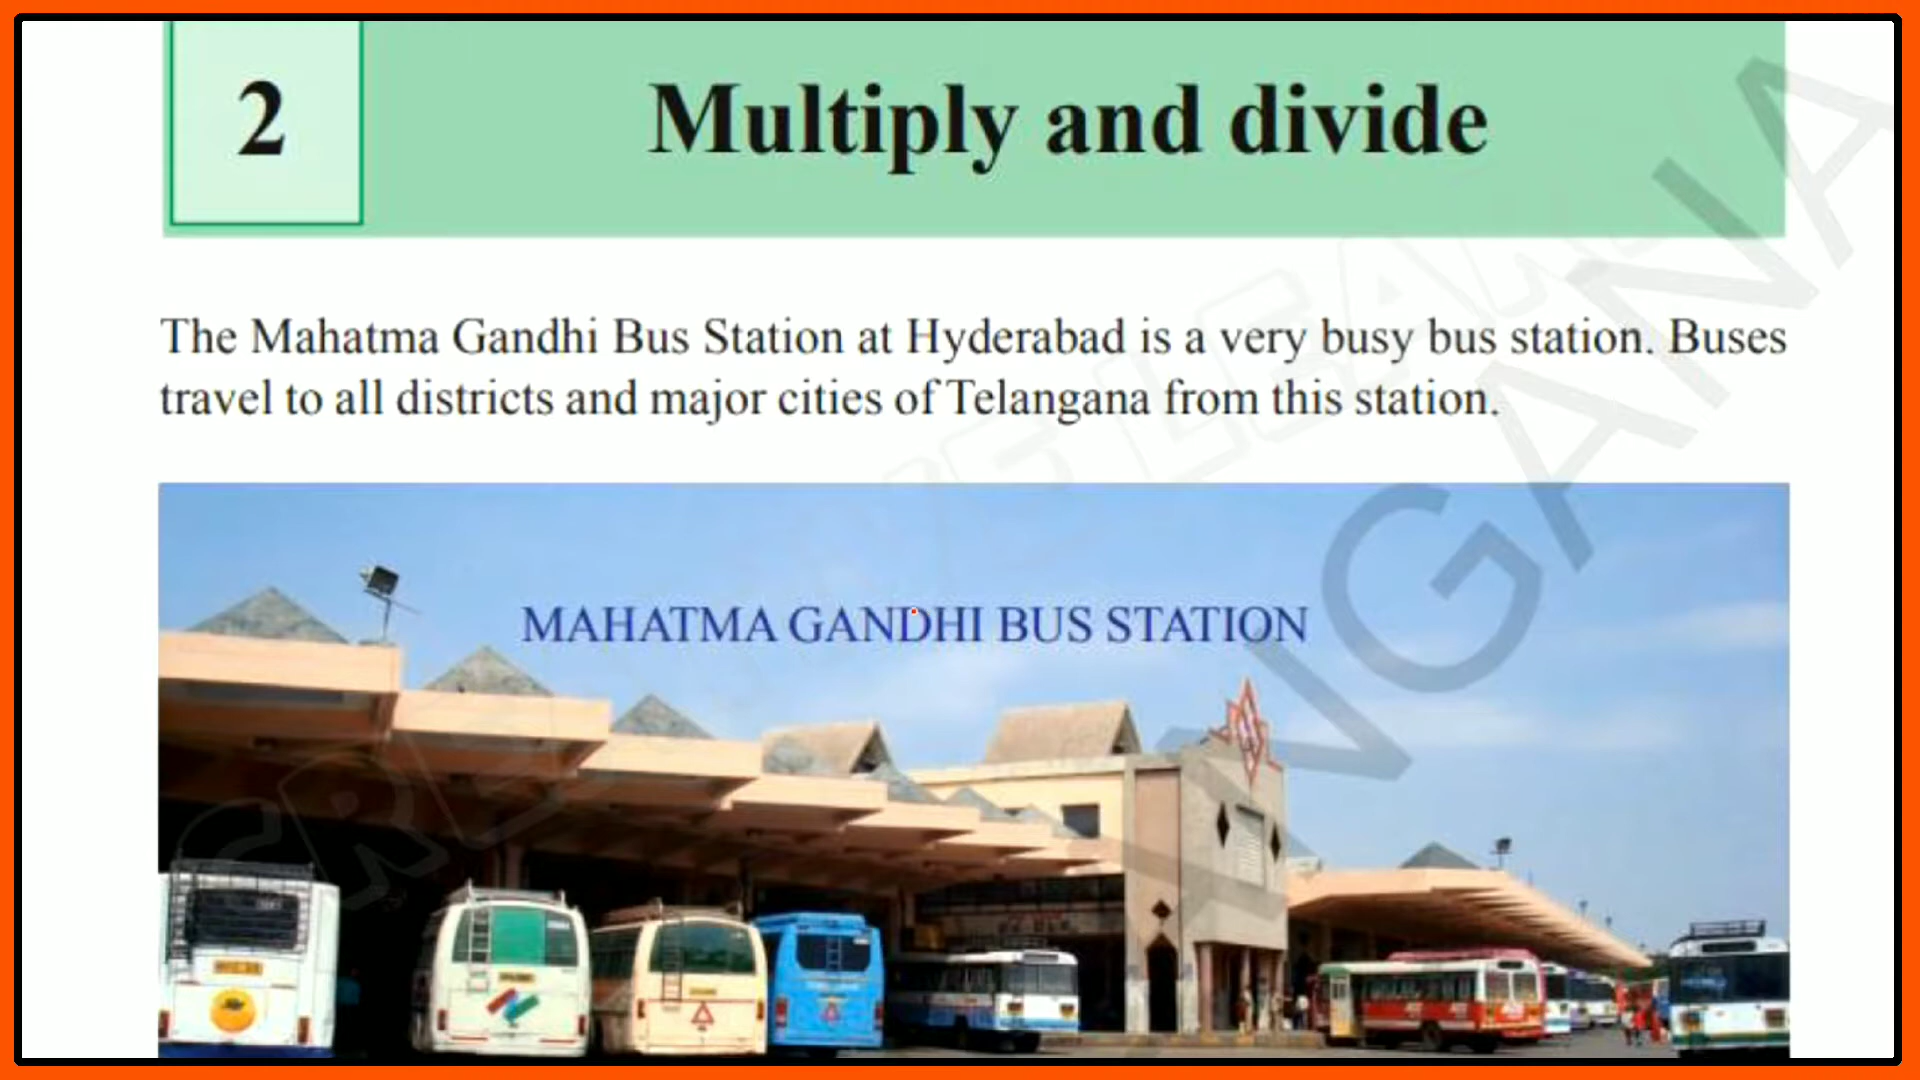 2
Multiply and divide
The Mahatma Gandhi Bus Station at Hyderabad is a very busy bus station. Buses
travel to all districts and major cities of Telangana from this station.
MAHATMA GANDHI BUS STATION